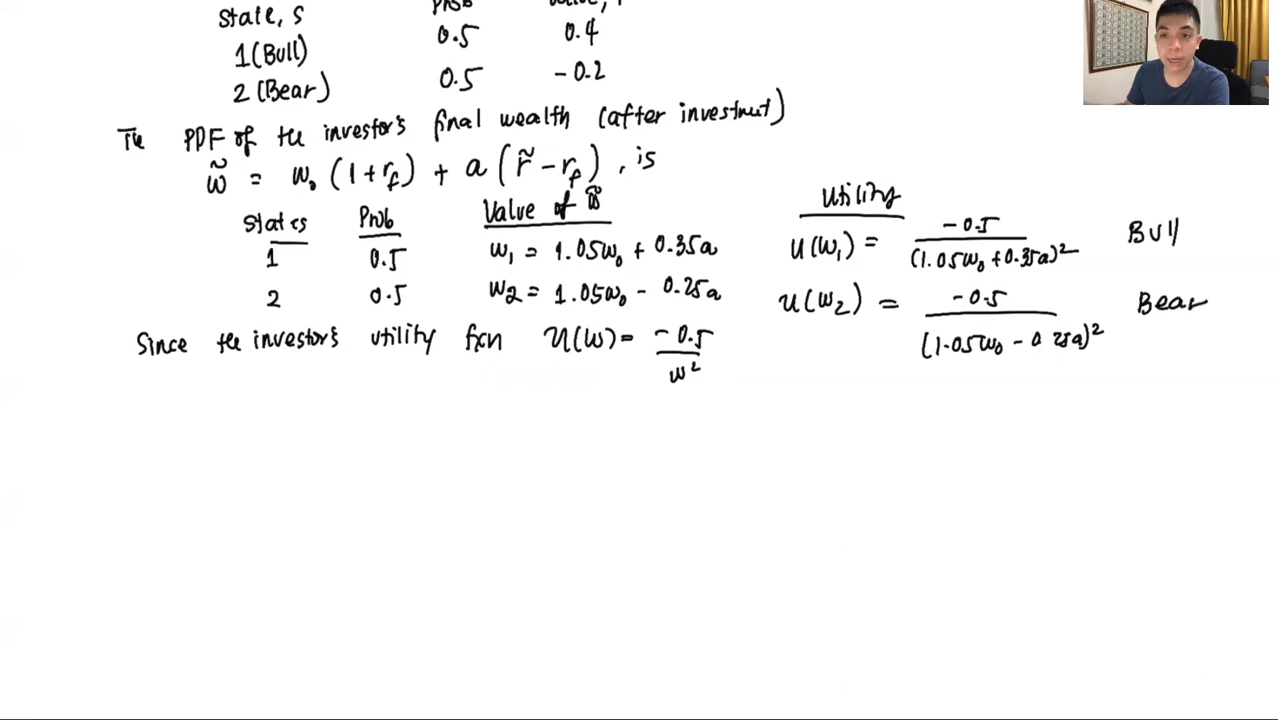 State, s Prob
1 (Bull) 0.5 0.4
2 (Bear) 0.5 -0.2
The PDF of the investor's final wealth (after investment)
w̃ = w₀ (1+r_f) + a (r̃ - r_f), is
States Prob Value of w̃ Utility
1 0.5 w₁ = 1.05w₀ + 0.35a u(w₁) = -0.5/(1.05w₀ + 0.35a)² Bull
2 0.5 w₂ = 1.05w₀ - 0.25a u(w₂) = -0.5/(1.05w₀ - 0.25a)² Bear
Since the investor's utility fxn u(w) = -0.5/w²